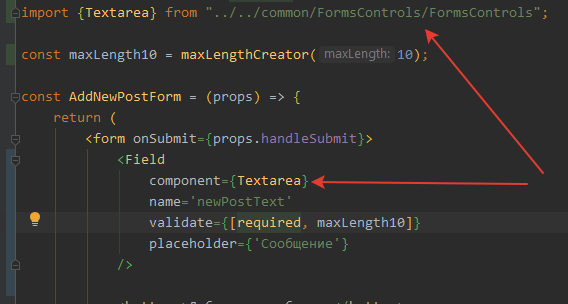 import {Textarea} from "../../common/FormsControls/FormsControls";
const maxLength10 = maxLengthCreator( maxLength: 10);
const AddNewPostForm = (props) => {
return (
<form onSubmit={props.handleSubmit}>
<Field
component={Textarea}
name='newPostText'
validate={[required, maxLength10]}
placeholder={'Сообщение'}
/>